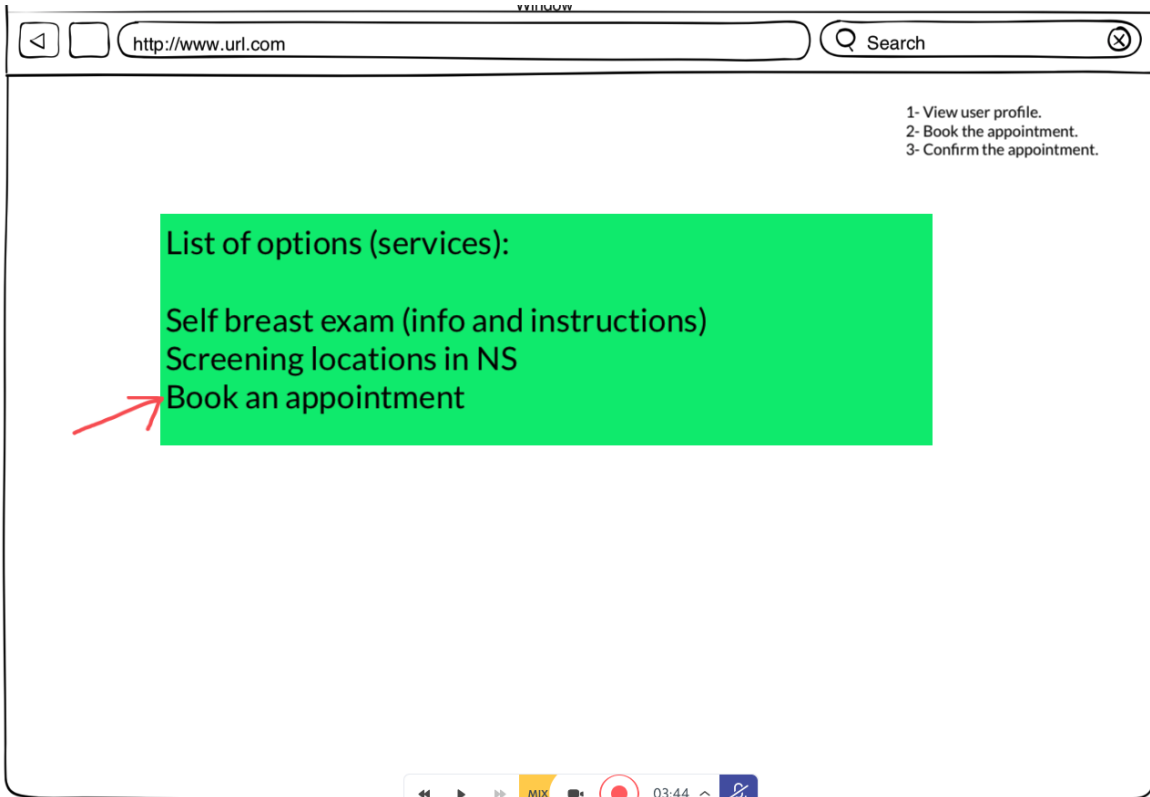 Window
http://www.url.com
Search
1- View user profile.
2- Book the appointment.
3- Confirm the appointment.
List of options (services):
Self breast exam (info and instructions)
Screening locations in NS
Book an appointment
MIX
03:44